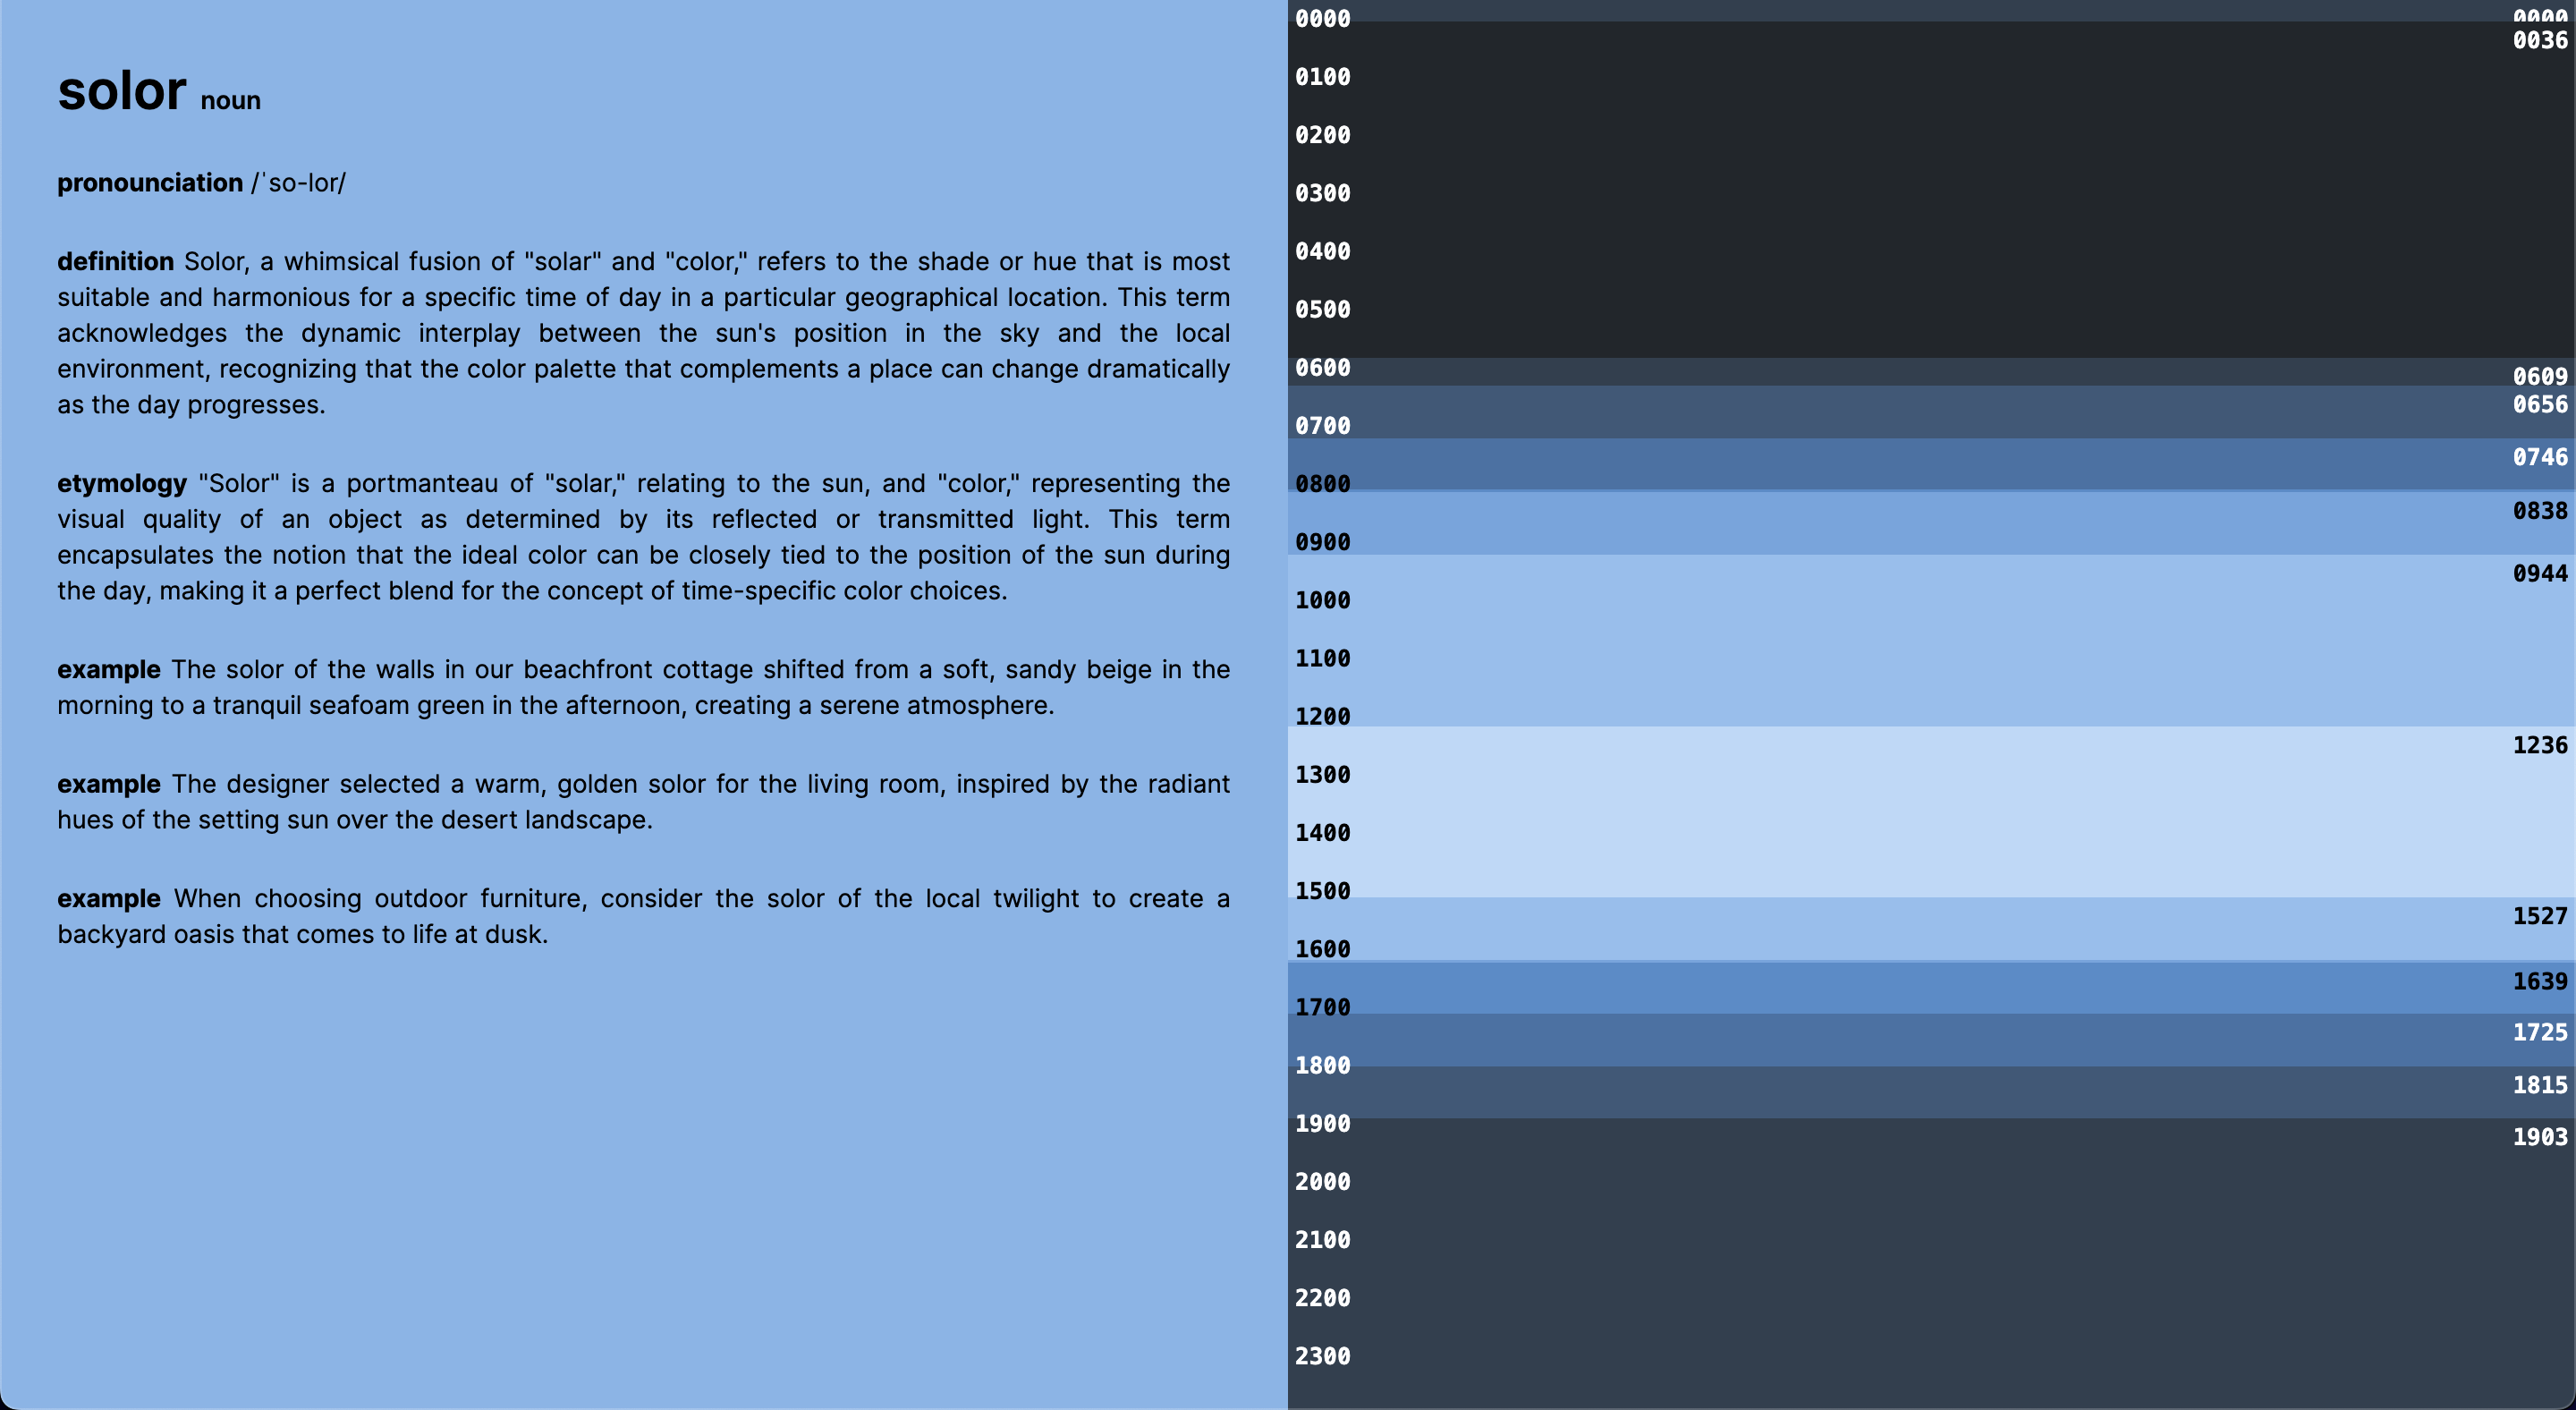 solor noun
pronounciation /ˈso-lor/
definition Solor, a whimsical fusion of "solar" and "color," refers to the shade or hue that is most
suitable and harmonious for a specific time of day in a particular geographical location. This term
acknowledges the dynamic interplay between the sun's position in the sky and the local
environment, recognizing that the color palette that complements a place can change dramatically
as the day progresses.
etymology "Solor" is a portmanteau of "solar," relating to the sun, and "color," representing the
visual quality of an object as determined by its reflected or transmitted light. This term
encapsulates the notion that the ideal color can be closely tied to the position of the sun during
the day, making it a perfect blend for the concept of time-specific color choices.
example The solor of the walls in our beachfront cottage shifted from a soft, sandy beige in the
morning to a tranquil seafoam green in the afternoon, creating a serene atmosphere.
example The designer selected a warm, golden solor for the living room, inspired by the radiant
hues of the setting sun over the desert landscape.
example When choosing outdoor furniture, consider the solor of the local twilight to create a
backyard oasis that comes to life at dusk.
0000
0100
0200
0300
0400
0500
0600
0700
0800
0900
1000
1100
1200
1300
1400
1500
1600
1700
1800
1900
2000
2100
2200
2300
0000
0036
0609
0656
0746
0838
0944
1236
1527
1639
1725
1815
1903